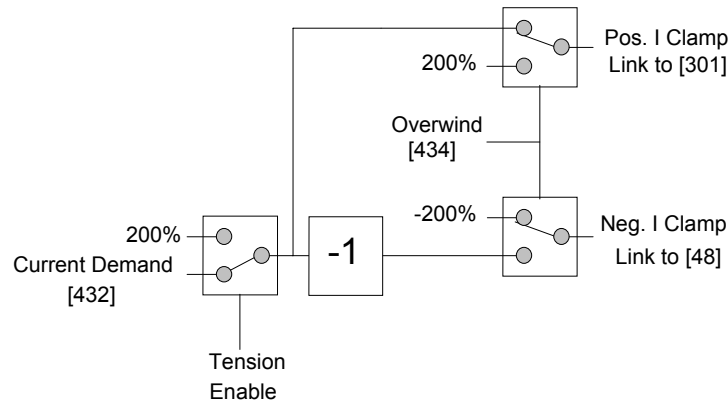 Pos. I Clamp
Link to [301]
200%
Overwind
[434]
-200%
Neg. I Clamp
Link to [48]
200%
Current Demand
[432]
-1
Tension
Enable